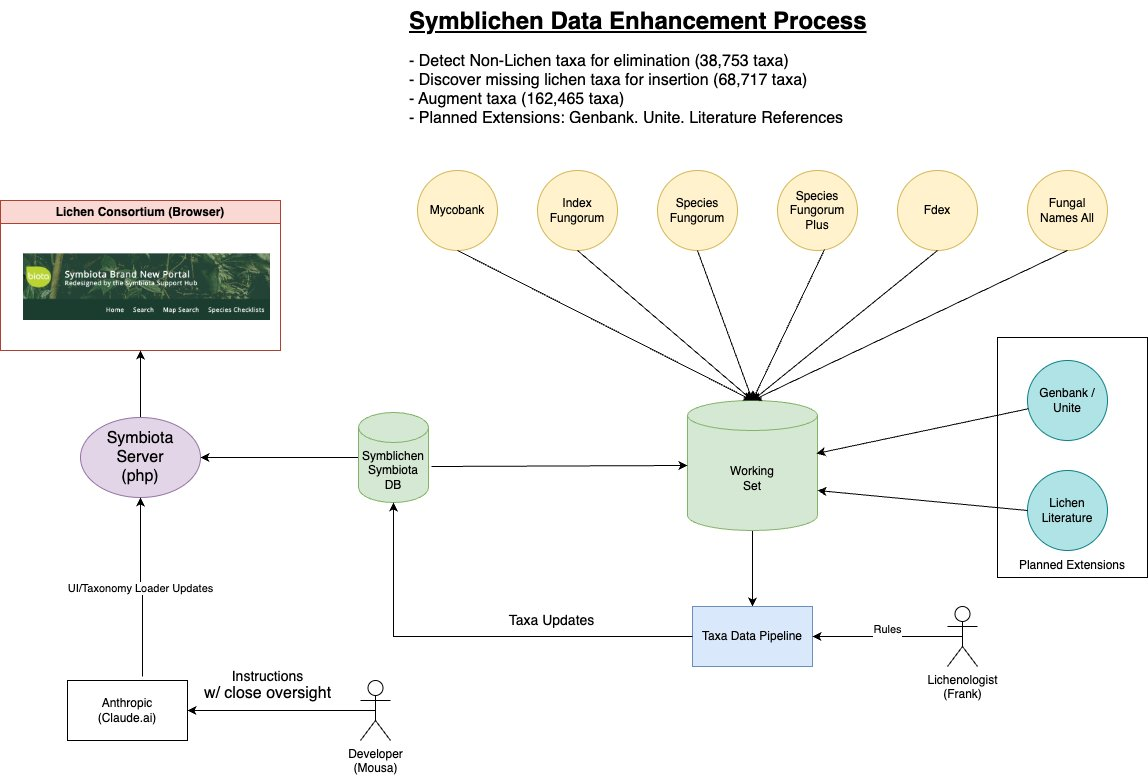 Symblichen Data Enhancement Process
- Detect Non-Lichen taxa for elimination (38,753 taxa)
- Discover missing lichen taxa for insertion (68,717 taxa)
- Augment taxa (162,465 taxa)
- Planned Extensions: Genbank. Unite. Literature References
Mycobank
Index
Fungorum
Species
Fungorum
Species
Fungorum
Plus
Fdex
Fungal
Names All
Lichen Consortium (Browser)
bioto
Symbiota Brand New Portal
Redesigned by the Symbiota Support Hub
Home Search Map Search Species Checklists
Symbiota
Server
(php)
Symblichen
Symbiota
DB
Working
Set
Genbank /
Unite
Lichen
Literature
Planned Extensions
UI/Taxonomy Loader Updates
Taxa Updates
Taxa Data Pipeline
Rules
Lichenologist
(Frank)
Anthropic
(Claude.ai)
Instructions
w/ close oversight
Developer
(Mousa)